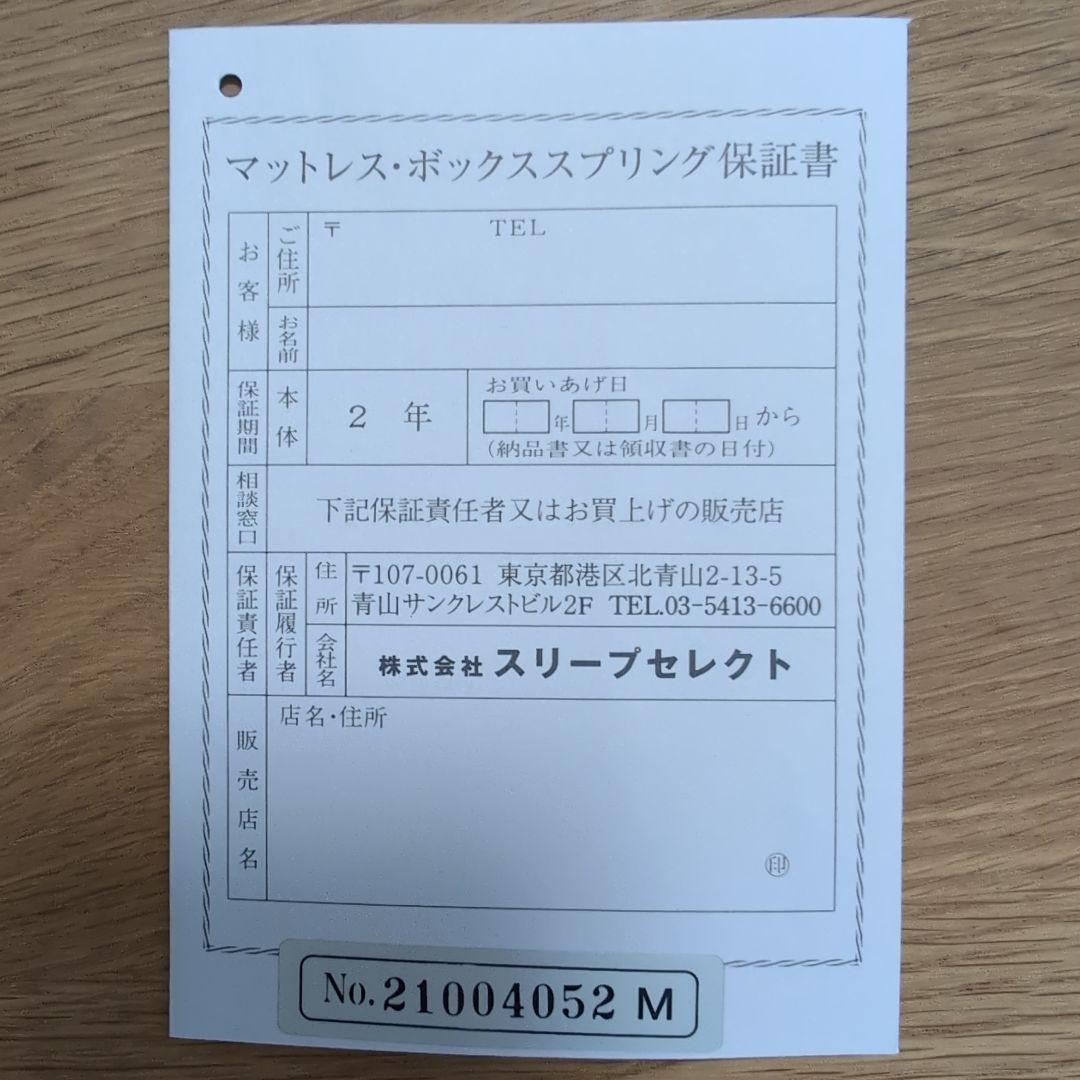 マットレス・ボックススプリング保証書
お客様
ご住所
〒 TEL
お名前
保証期間
本体
2 年
お買いあげ日
年 月 日から
(納品書又は領収書の日付)
相談窓口
下記保証責任者又はお買上げの販売店
保証責任者
保証履行者
住所
〒107-0061 東京都港区北青山2-13-5
青山サンクレストビル2F TEL.03-5413-6600
会社名
株式会社 スリープセレクト
販売店名
店名・住所
㊞
No.21004052 M